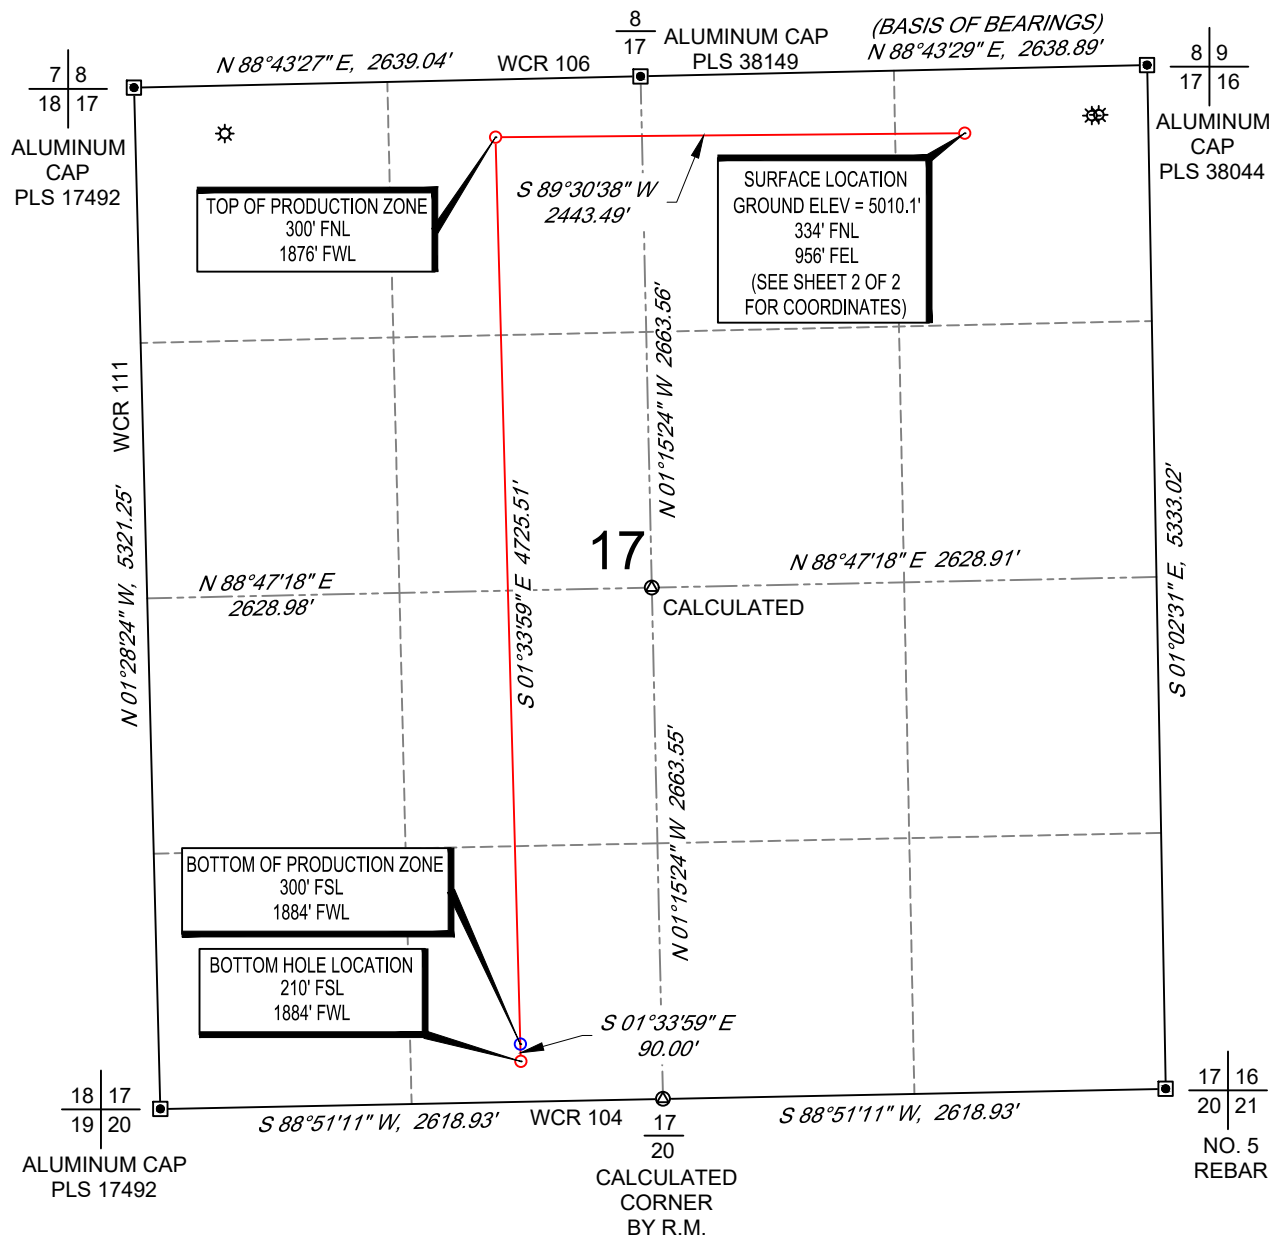 8
17
ALUMINUM CAP
PLS 38149
(BASIS OF BEARINGS)
N 88°43'29" E, 2638.89'
N 88°43'27" E, 2639.04'
WCR 106
7 8
18 17
ALUMINUM
CAP
PLS 17492
8 9
17 16
ALUMINUM
CAP
PLS 38044
TOP OF PRODUCTION ZONE
300' FNL
1876' FWL
S 89°30'38" W
2443.49'
SURFACE LOCATION
GROUND ELEV = 5010.1'
334' FNL
956' FEL
(SEE SHEET 2 OF 2
FOR COORDINATES)
N 01°15'24" W 2663.56'
WCR 111
N 01°28'24" W, 5321.25'
S 01°33'59" E 4725.51'
S 01°02'31" E, 5333.02'
17
N 88°47'18" E
2628.98'
N 88°47'18" E 2628.91'
CALCULATED
N 01°15'24" W 2663.55'
BOTTOM OF PRODUCTION ZONE
300' FSL
1884' FWL
BOTTOM HOLE LOCATION
210' FSL
1884' FWL
S 01°33'59" E
90.00'
18 17
19 20
ALUMINUM CAP
PLS 17492
S 88°51'11" W, 2618.93'
WCR 104
17
20
CALCULATED
CORNER
BY R.M.
S 88°51'11" W, 2618.93'
17 16
20 21
NO. 5
REBAR